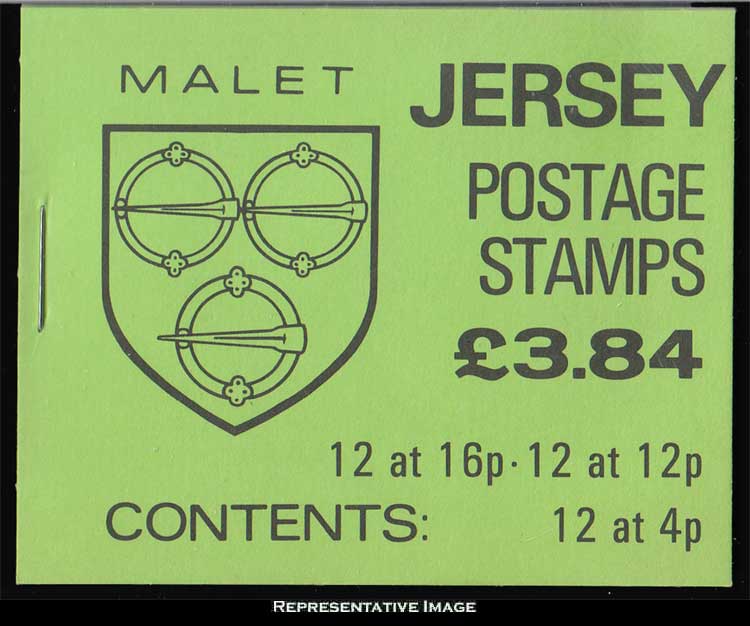 MALET
JERSEY
POSTAGE
STAMPS
£3.84
12 at 16p·12 at 12p
CONTENTS: 12 at 4p
Representative Image